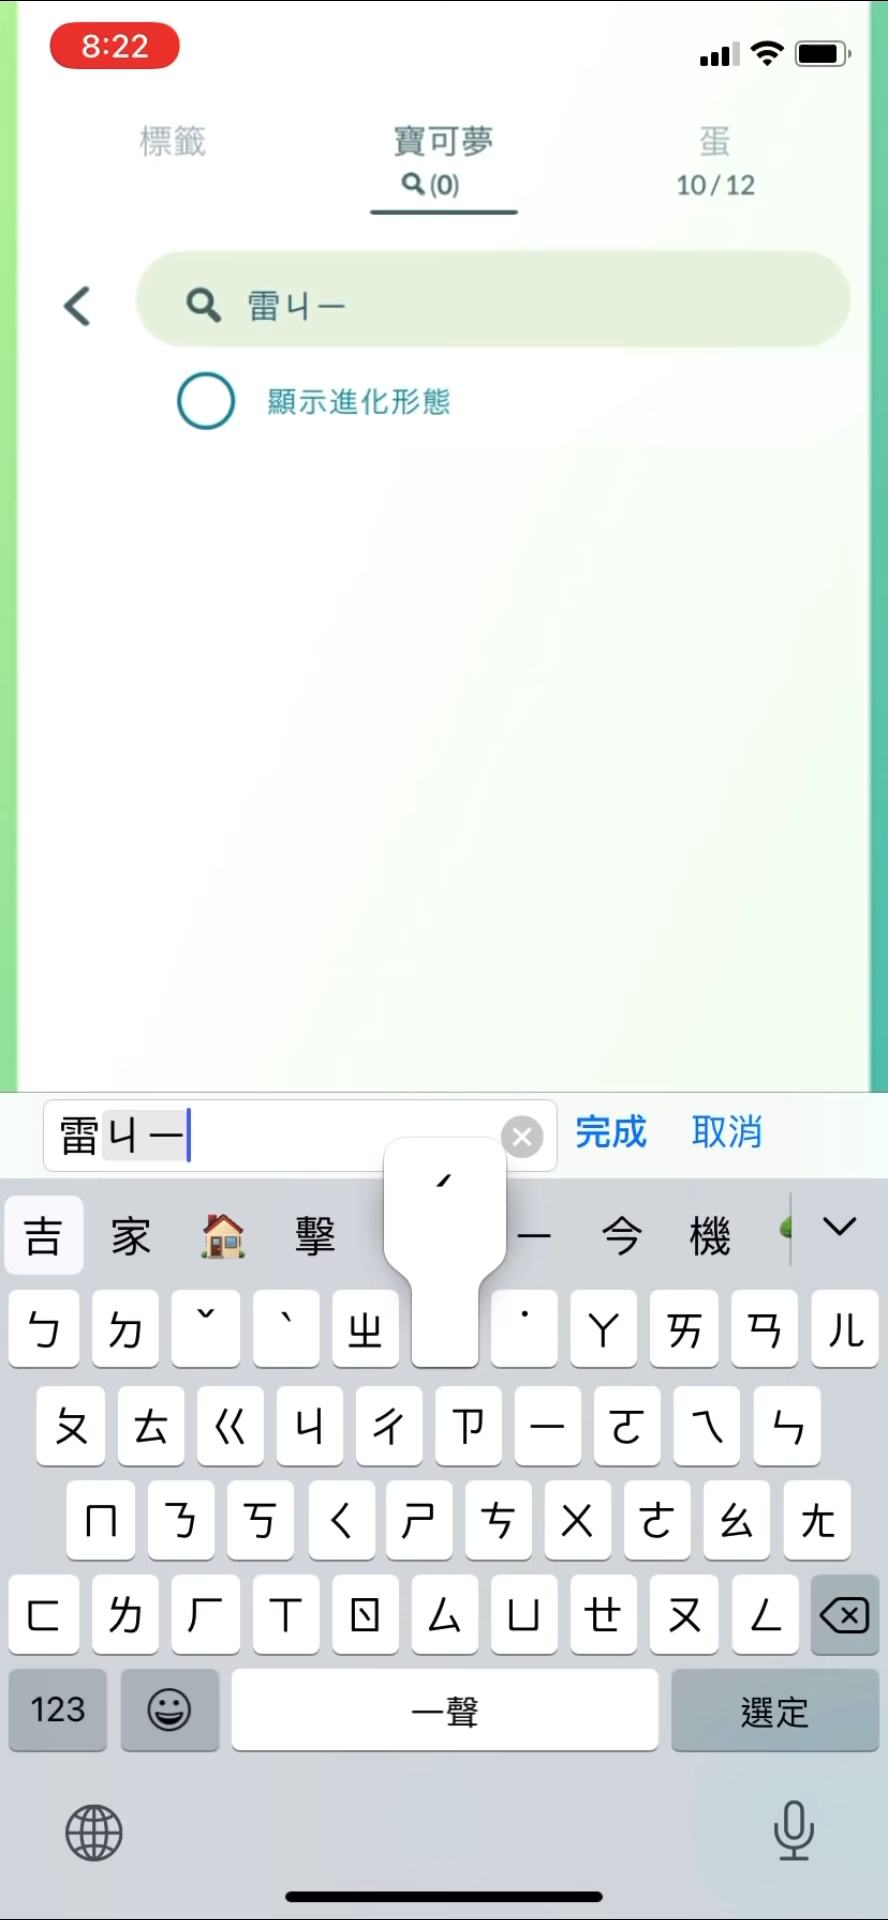 8:22
標籤 寶可夢 蛋
(0) 10/12
雷ㄐㄧ
顯示進化形態
雷ㄐㄧ 完成 取消
吉 家 擊 一 今 機
ˊ
ㄅ ㄉ ˇ ˋ ㄓ ˙ ㄚ ㄞ ㄢ ㄦ
ㄆ ㄊ ㄍ ㄐ ㄔ ㄗ ㄧ ㄛ ㄟ ㄣ
ㄇ ㄋ ㄎ ㄑ ㄕ ㄘ ㄨ ㄜ ㄠ ㄤ
ㄈ ㄌ ㄏ ㄒ ㄖ ㄙ ㄩ ㄝ ㄡ ㄥ
123 一聲 選定